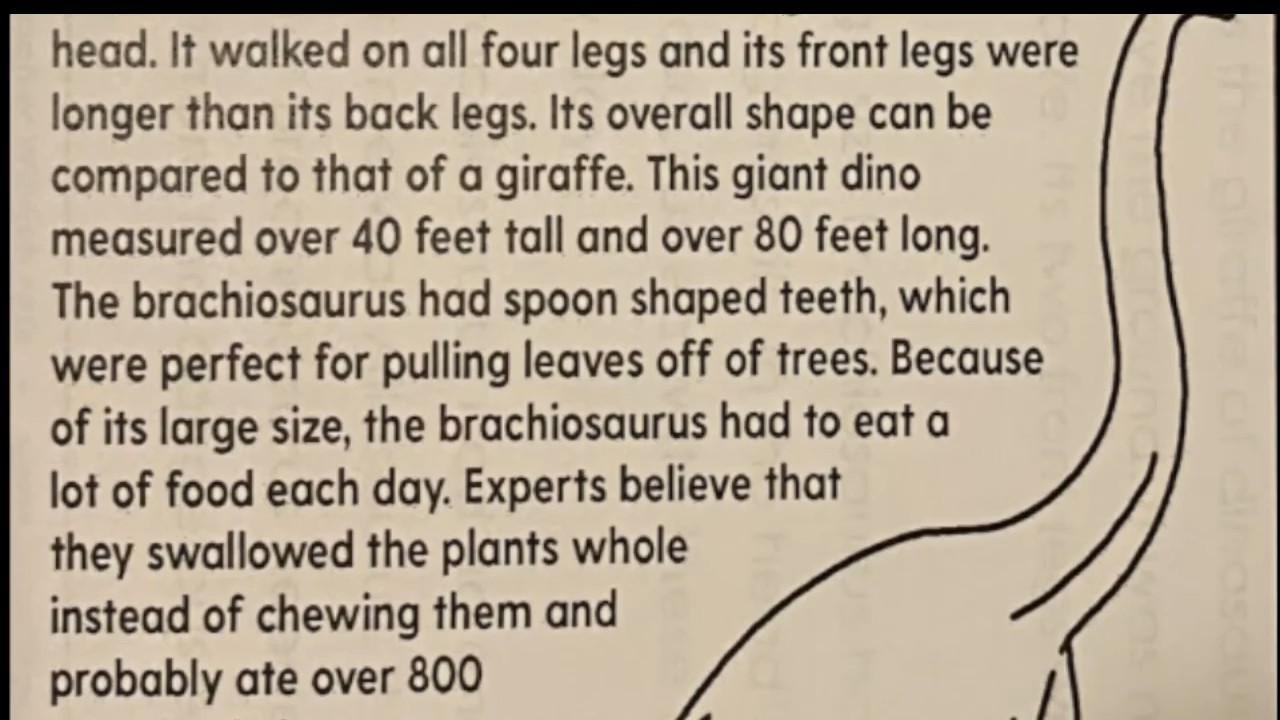 head. It walked on all four legs and its front legs were
longer than its back legs. Its overall shape can be
compared to that of a giraffe. This giant dino
measured over 40 feet tall and over 80 feet long.
The brachiosaurus had spoon shaped teeth, which
were perfect for pulling leaves off of trees. Because
of its large size, the brachiosaurus had to eat a
lot of food each day. Experts believe that
they swallowed the plants whole
instead of chewing them and
probably ate over 800